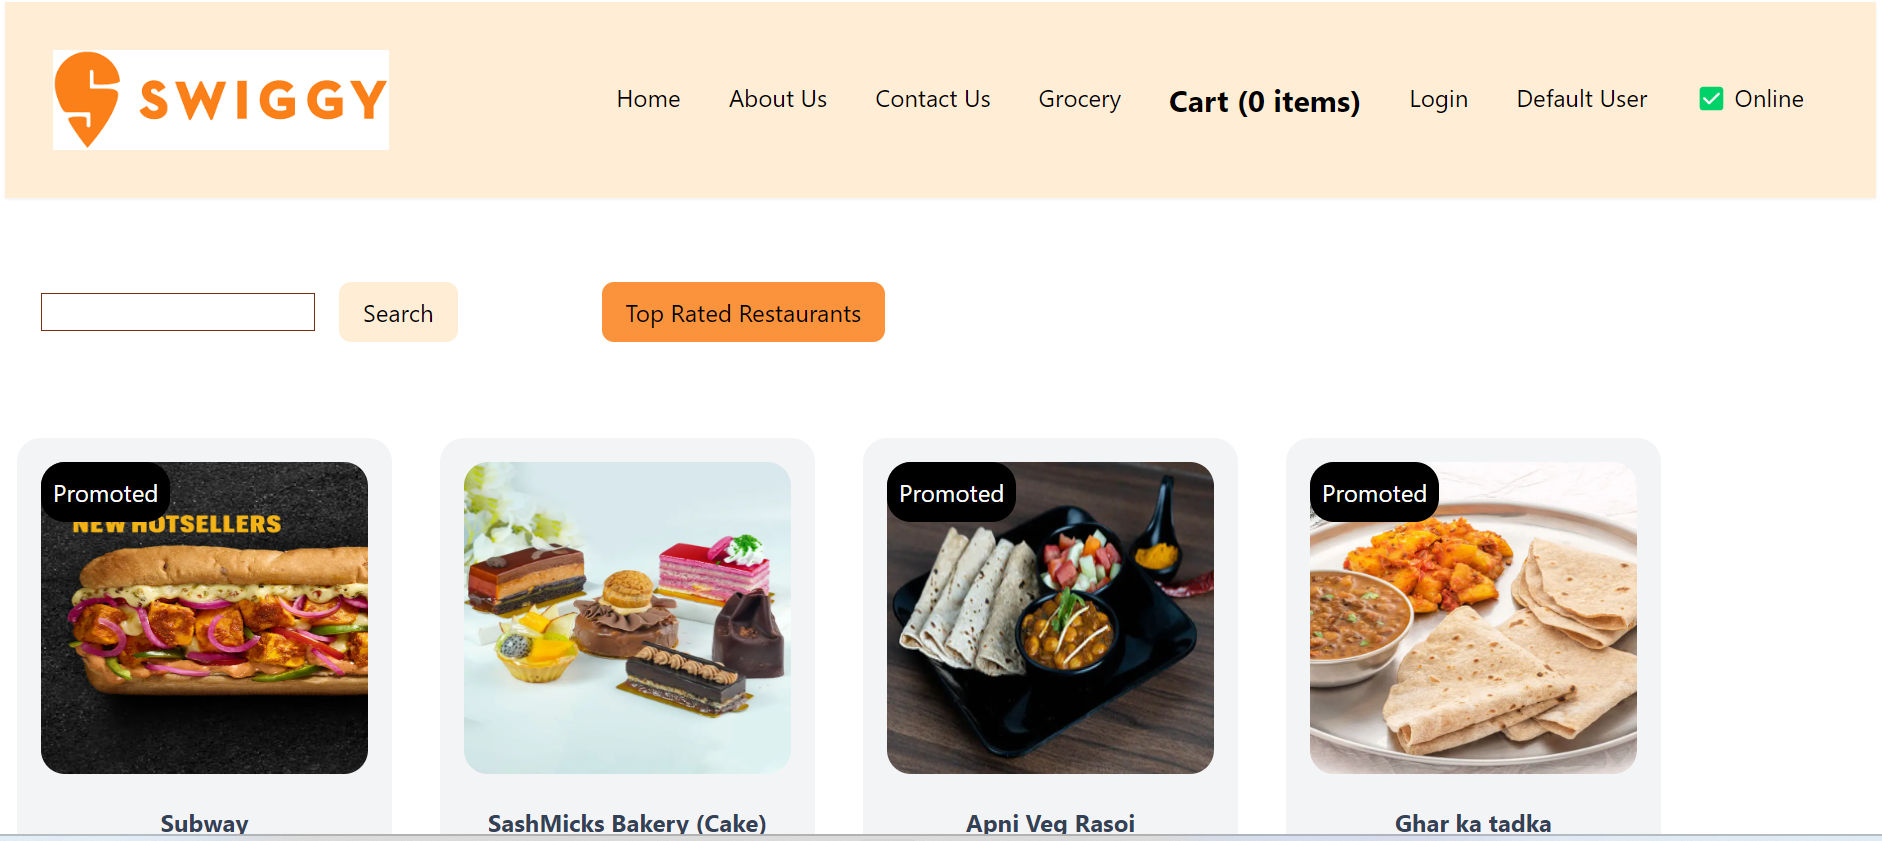 SWIGGY
Home About Us Contact Us Grocery Cart (0 items) Login Default User ✅ Online
Search Top Rated Restaurants
Promoted
NEW HOTSELLERS
Subway
SashMicks Bakery (Cake)
Promoted
Apni Veg Rasoi
Promoted
Ghar ka tadka